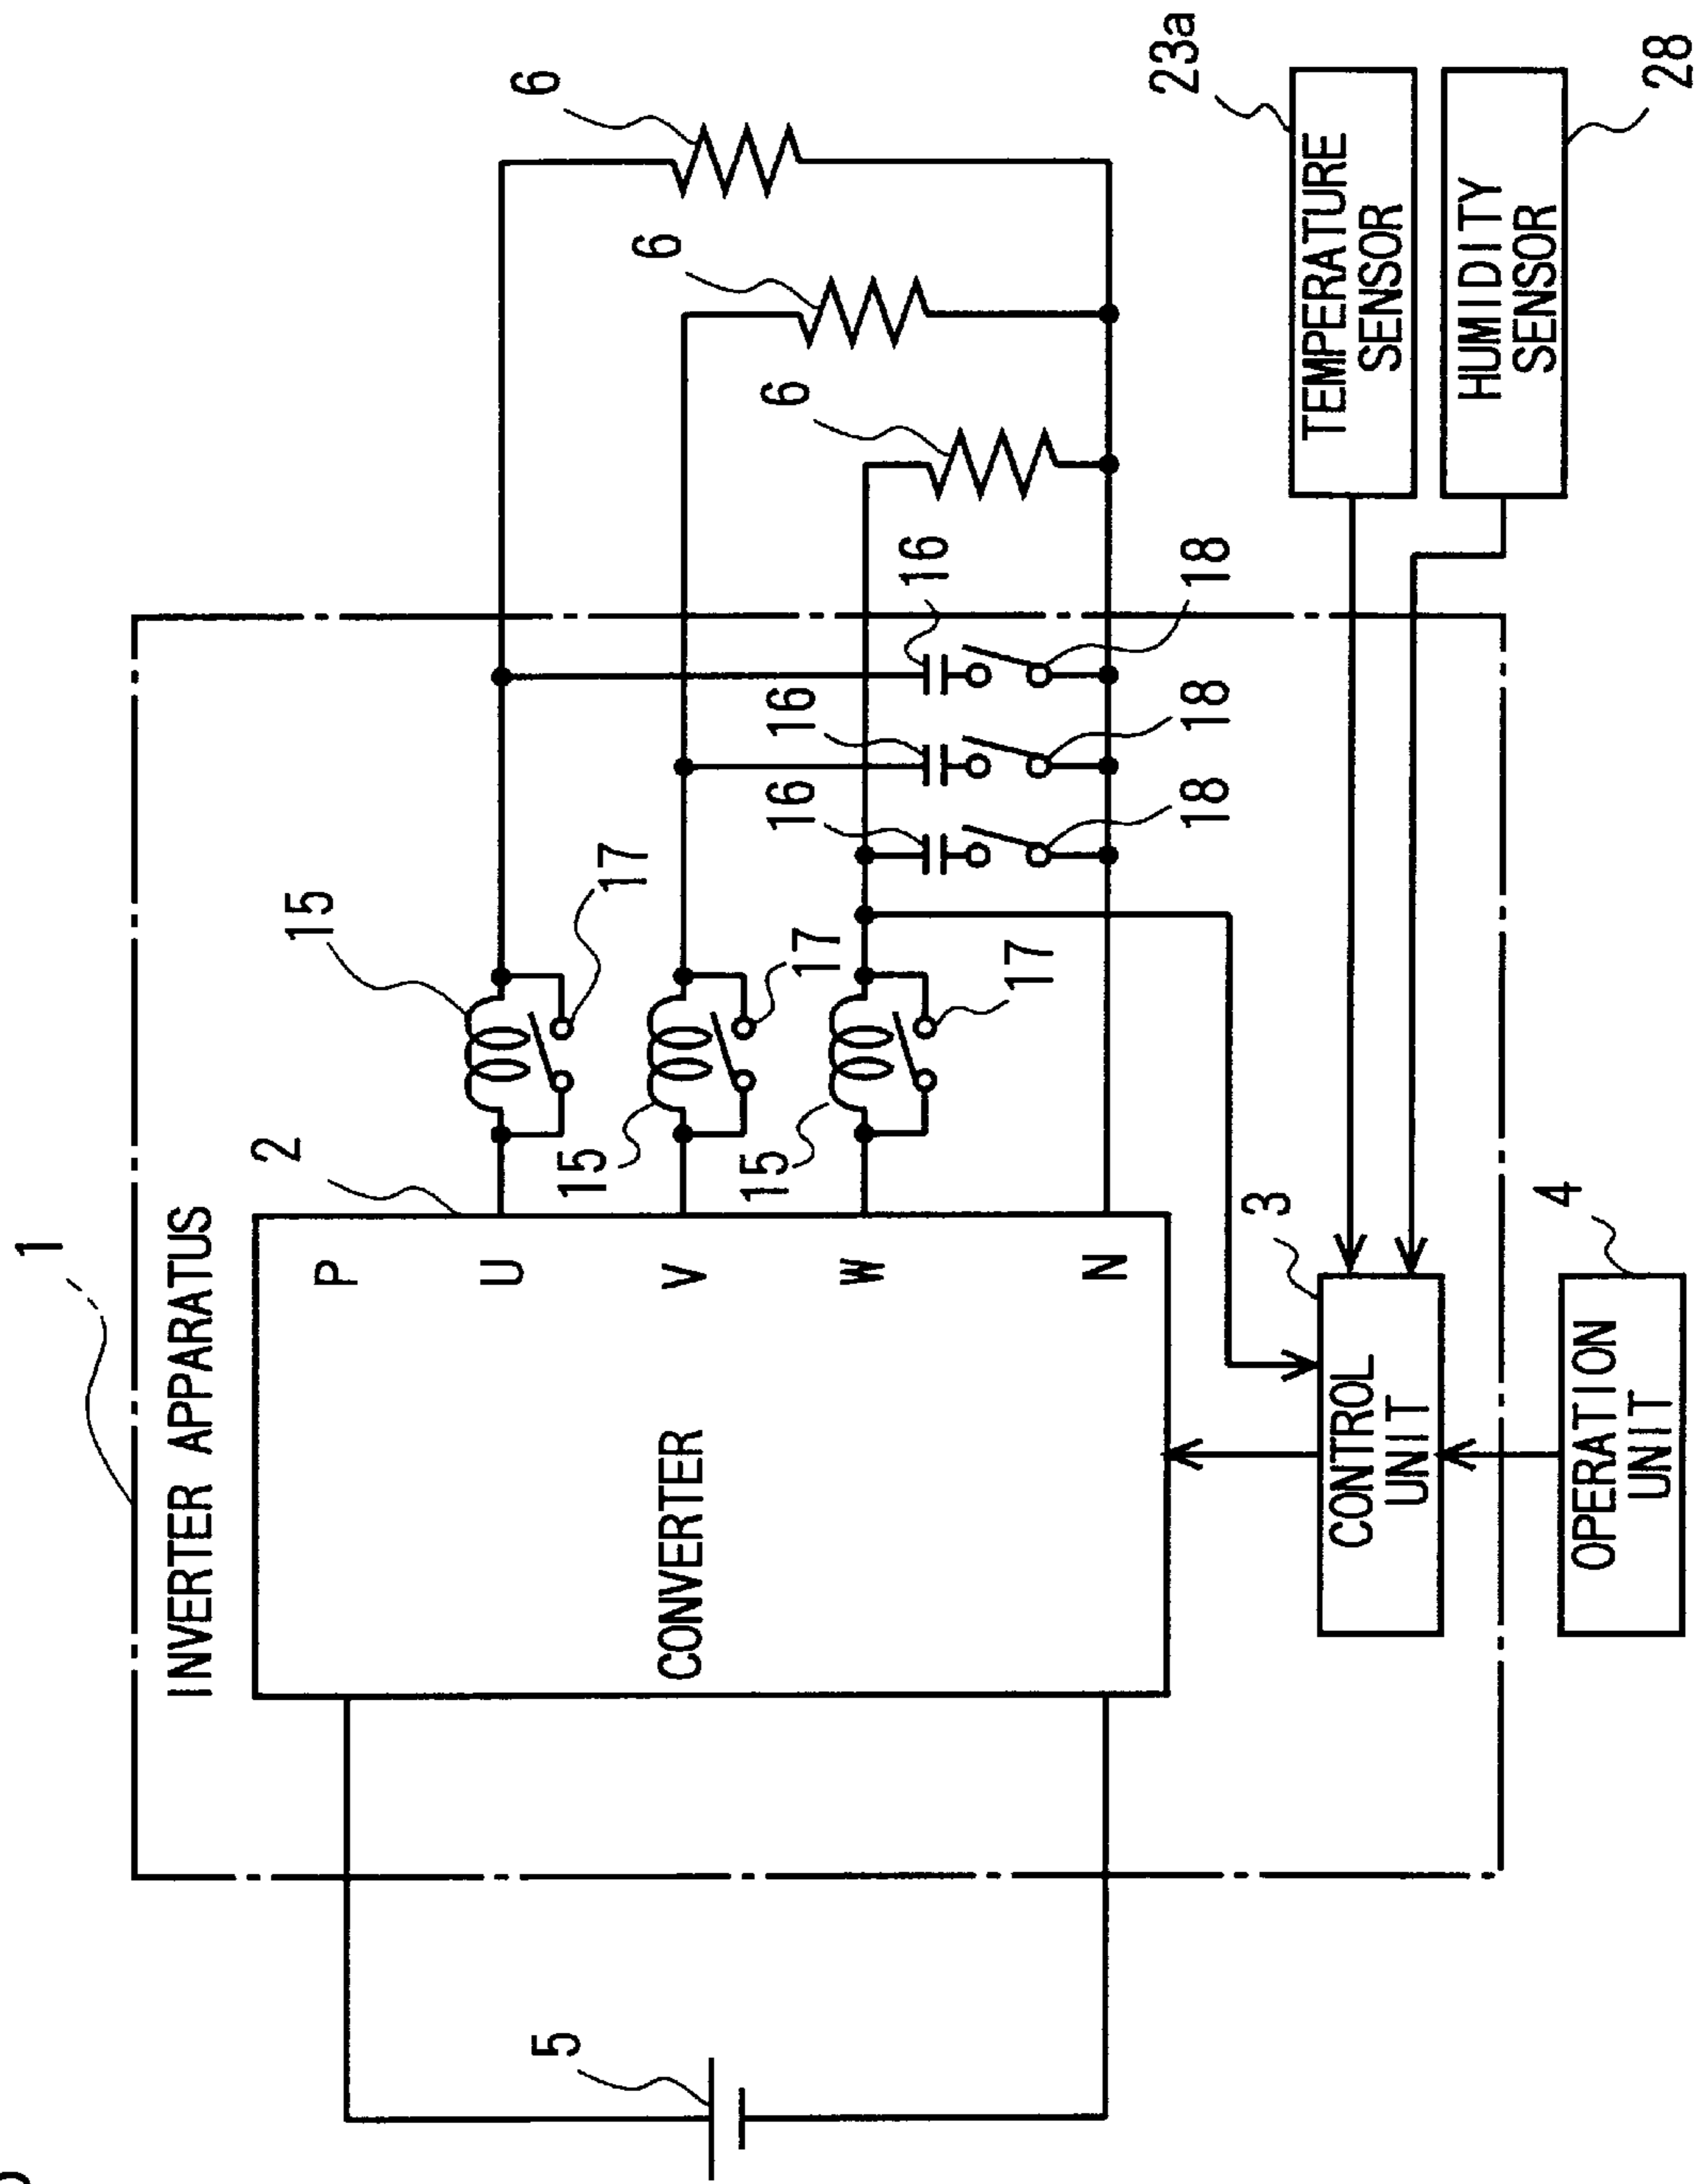 1
INVERTER APPARATUS
2
P
U
V
W
N
CONVERTER
5
15
17
15
17
15
17
16
16
16
18
18
18
6
6
6
3
CONTROL
UNIT
4
OPERATION
UNIT
23a
TEMPERATURE
SENSOR
HUMIDITY
SENSOR
28